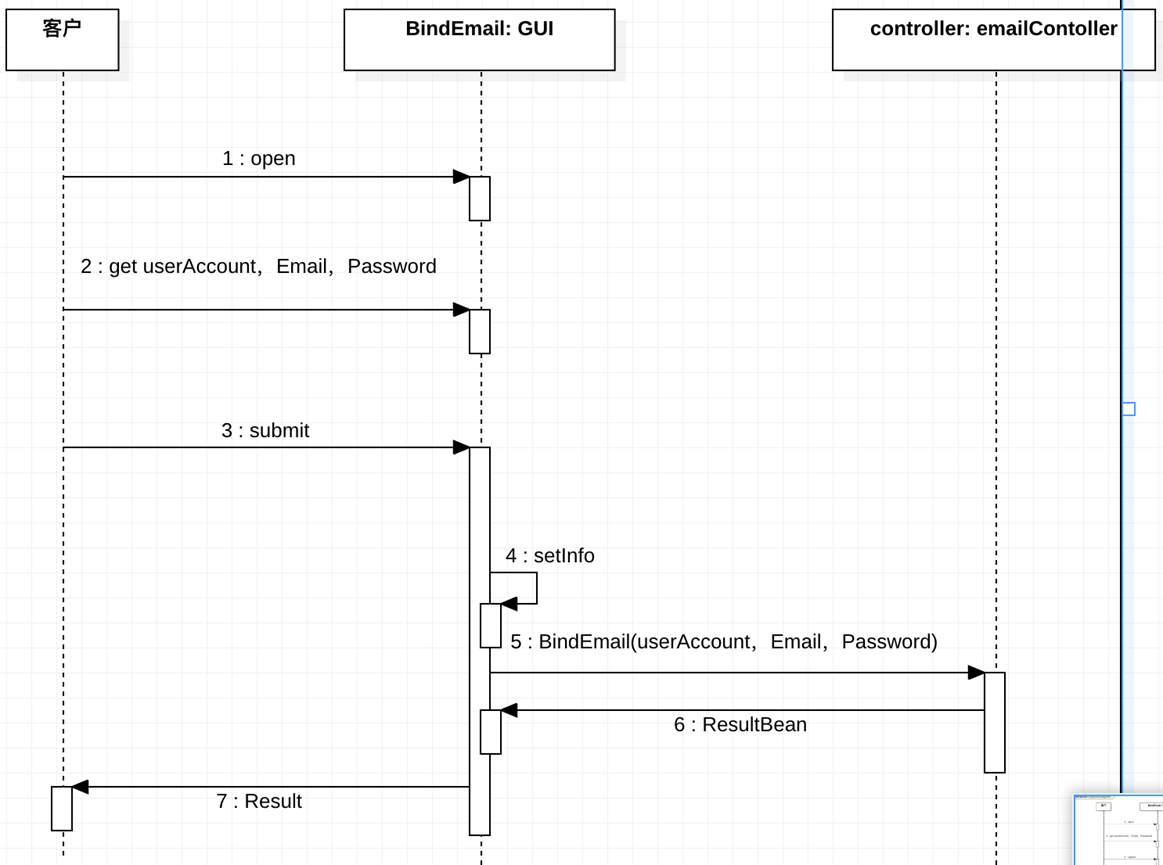 客户
BindEmail: GUI
controller: emailContoller
1 : open
2 : get userAccount，Email，Password
3 : submit
4 : setInfo
5 : BindEmail(userAccount，Email，Password)
6 : ResultBean
7 : Result